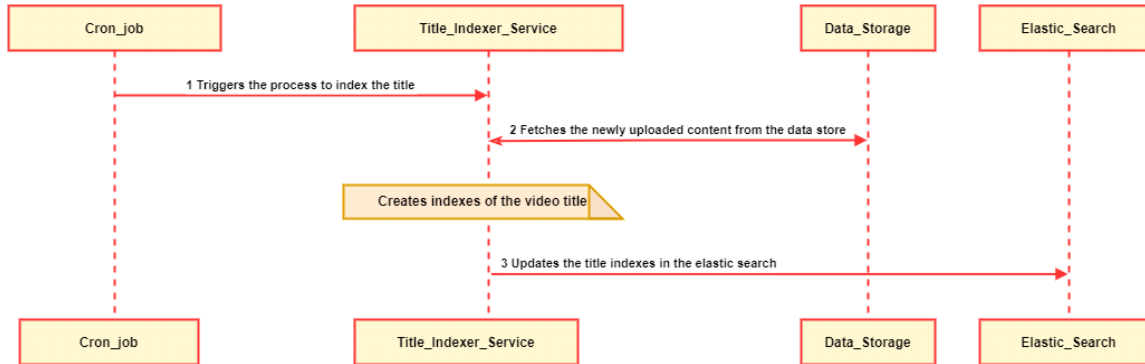 Cron_job
Title_Indexer_Service
Data_Storage
Elastic_Search
1 Triggers the process to index the title
2 Fetches the newly uploaded content from the data store
Creates indexes of the video title
3 Updates the title indexes in the elastic search
Cron_job
Title_Indexer_Service
Data_Storage
Elastic_Search